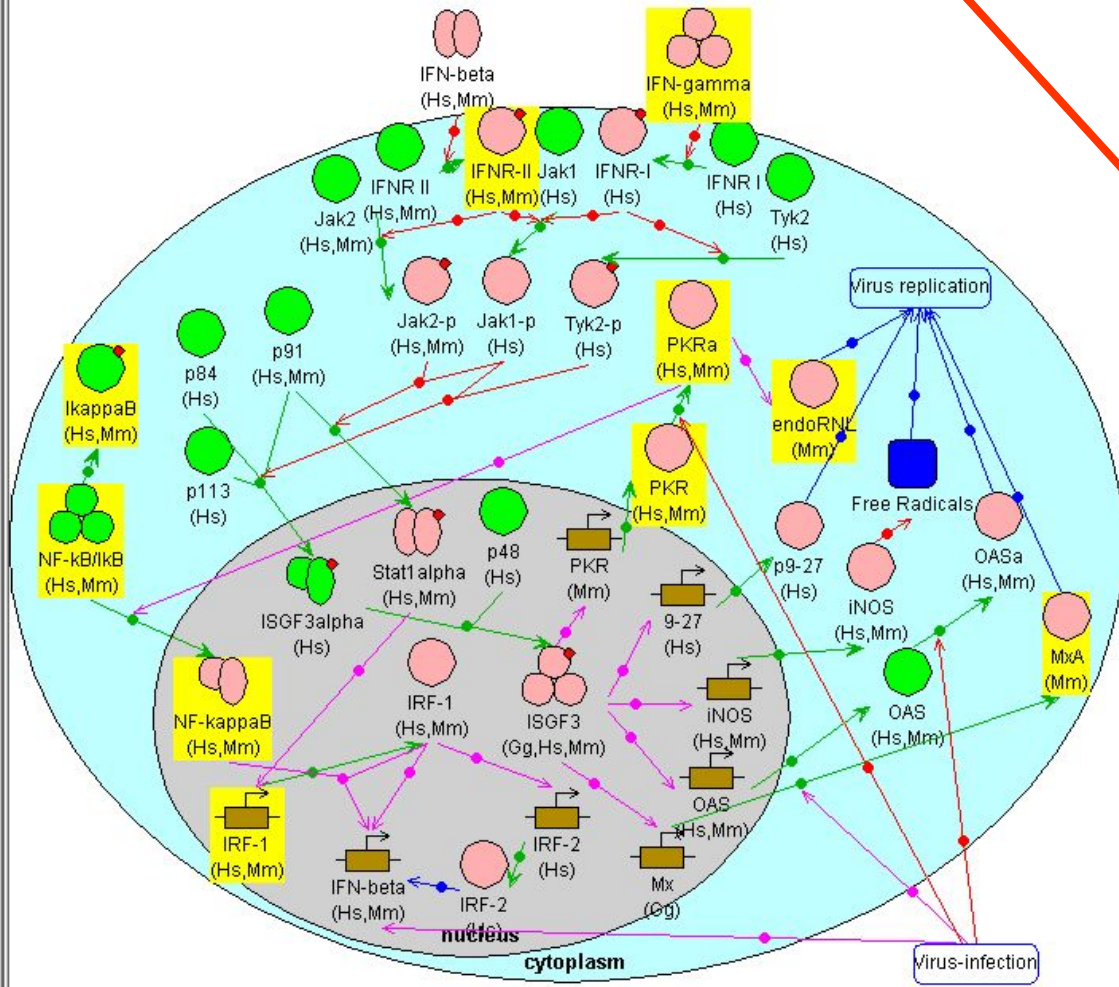 IFN-beta
(Hs,Mm)
IFN-gamma
(Hs,Mm)
Jak2
(Hs,Mm)
IFNR II
(Hs,Mm)
IFNR-II
(Hs,Mm)
Jak1
(Hs)
IFNR-I
(Hs)
IFNR I
(Hs)
Tyk2
(Hs)
Jak2-p
(Hs,Mm)
Jak1-p
(Hs)
Tyk2-p
(Hs)
PKRa
(Hs,Mm)
Virus replication
IkappaB
(Hs,Mm)
p84
(Hs)
p91
(Hs,Mm)
endoRNL
(Mm)
p113
(Hs)
PKR
(Hs,Mm)
Free Radicals
NF-kB/IkB
(Hs,Mm)
Stat1alpha
(Hs,Mm)
p48
(Hs)
PKR
(Mm)
p9-27
(Hs)
iNOS
(Hs,Mm)
OASa
(Hs,Mm)
ISGF3alpha
(Hs)
9-27
(Hs)
MxA
(Mm)
NF-kappaB
(Hs,Mm)
IRF-1
(Hs,Mm)
ISGF3
(Gg,Hs,Mm)
iNOS
(Hs,Mm)
OAS
(Hs,Mm)
OAS
(Hs,Mm)
IRF-1
(Hs,Mm)
IFN-beta
(Hs,Mm)
IRF-2
(Hs)
IRF-2
(Hs)
Mx
(Gg)
nucleus
cytoplasm
Virus-infection